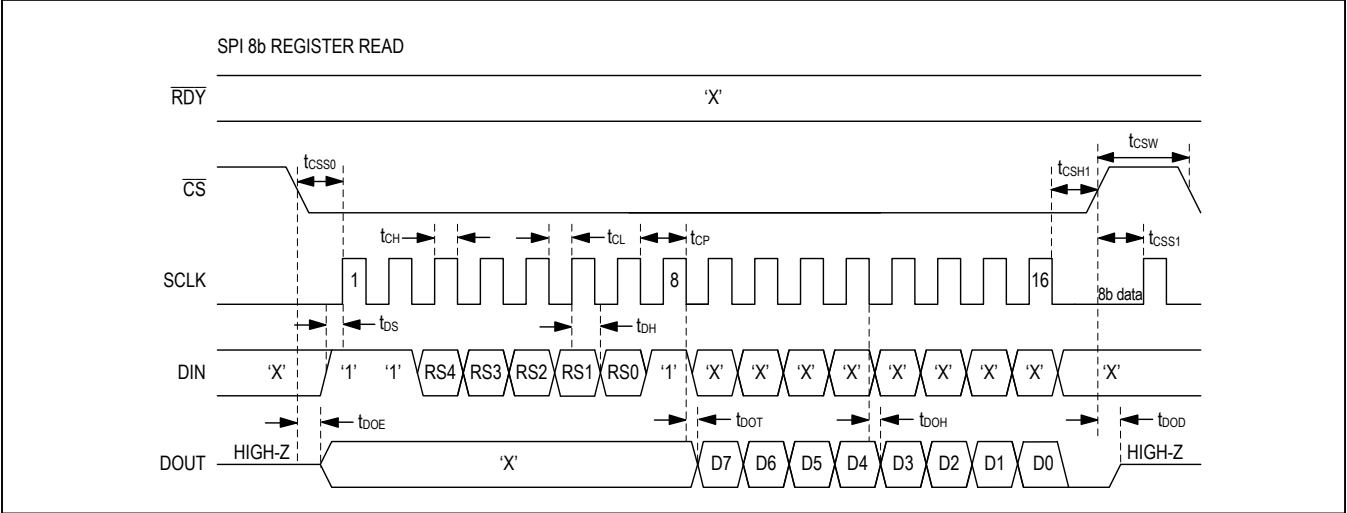 SPI 8b REGISTER READ
RDY 'X'
tCSW
tCSS0 tCSH1
CS
tCH tCL tCP tCSS1
SCLK 1 8 16
8b data
tDS tDH
DIN 'X' '1' '1' RS4 RS3 RS2 RS1 RS0 '1' 'X' 'X' 'X' 'X' 'X' 'X' 'X' 'X' 'X'
tDOE tDOT tDOH tDOD
DOUT HIGH-Z 'X' D7 D6 D5 D4 D3 D2 D1 D0 HIGH-Z